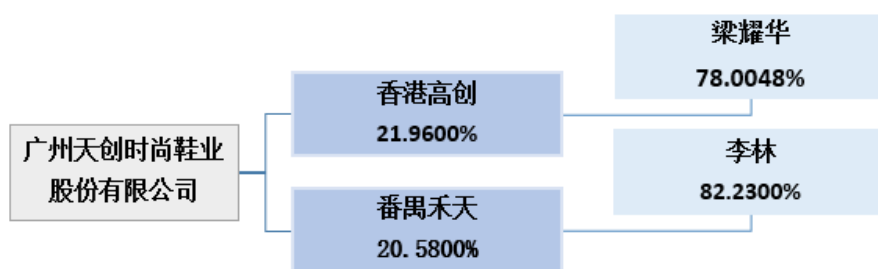 梁耀华
78.0048%
香港高创
21.9600%
广州天创时尚鞋业
股份有限公司
李林
82.2300%
番禺禾天
20.5800%